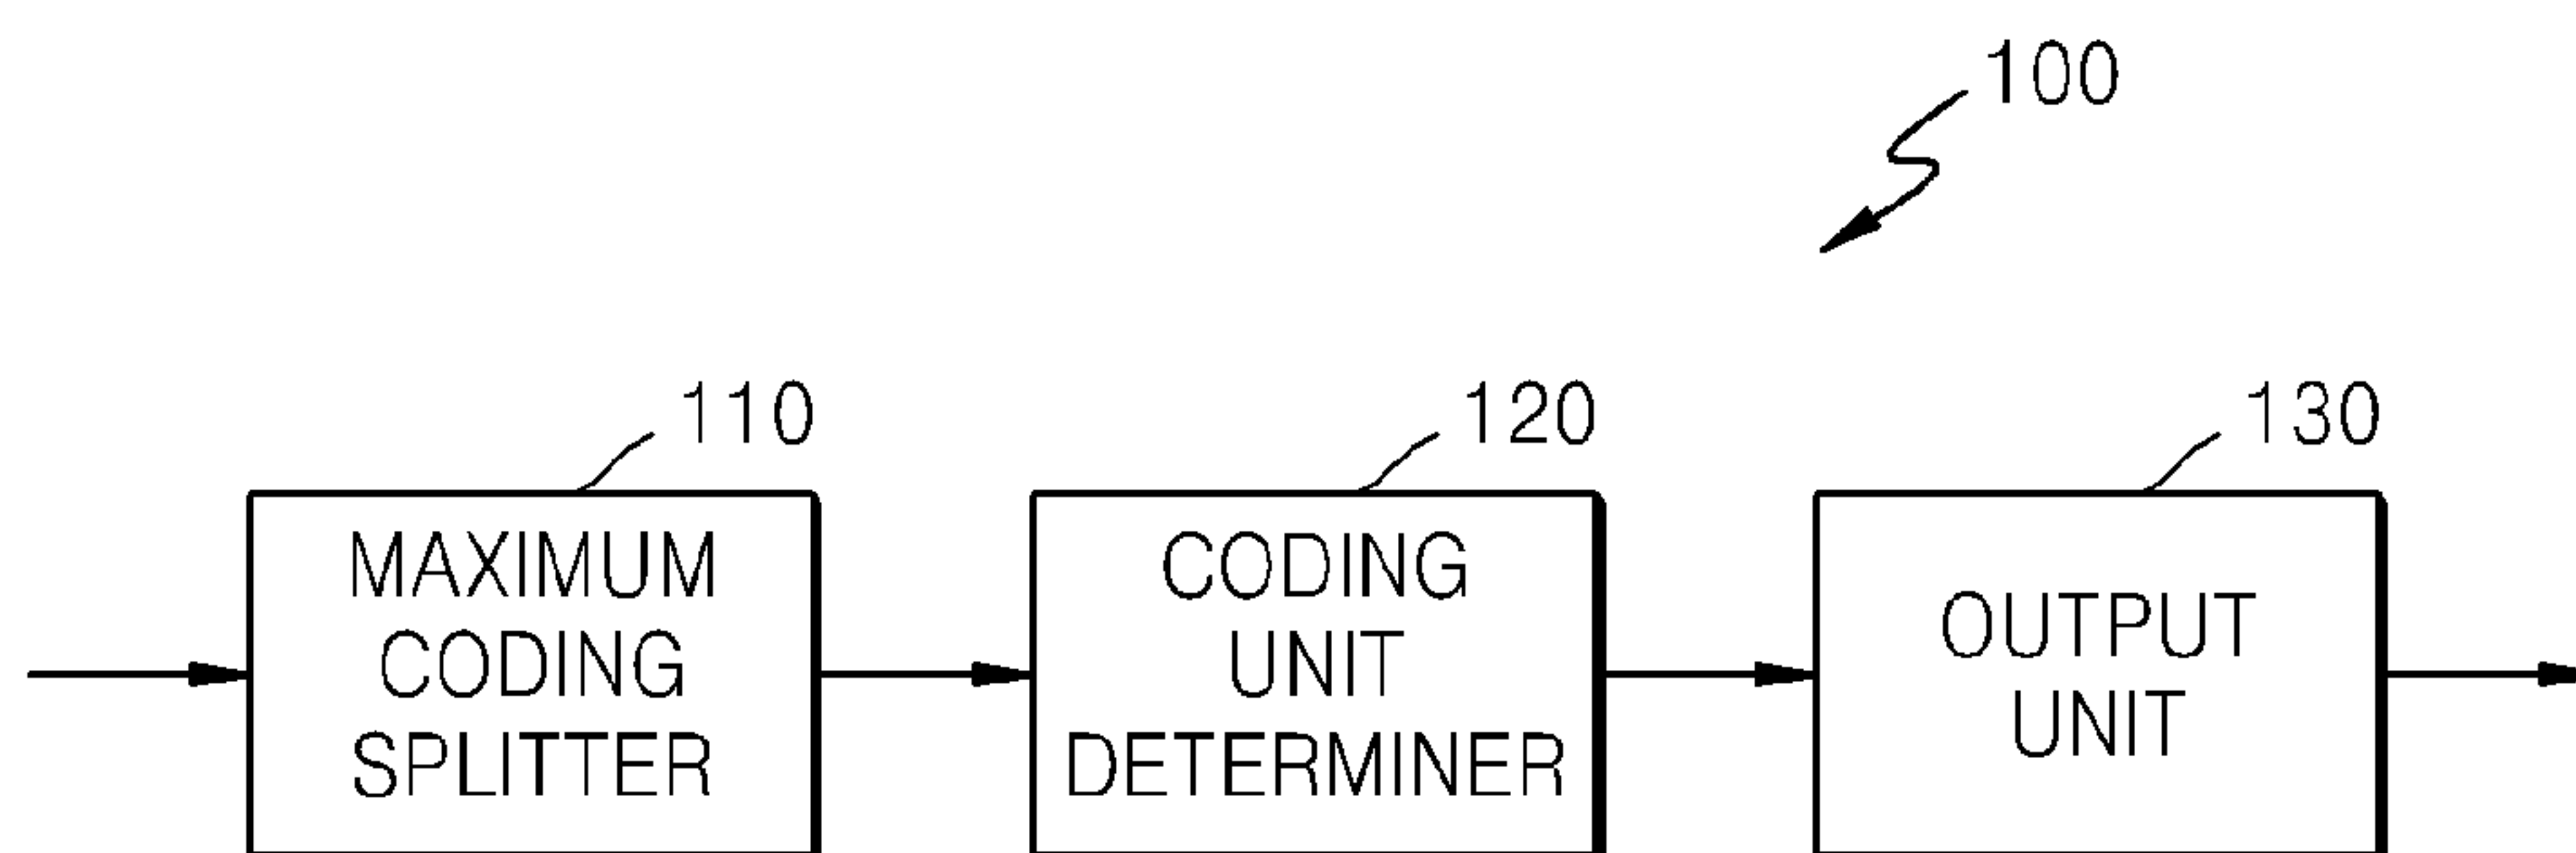 100
110
120
130
MAXIMUM
CODING
SPLITTER
CODING
UNIT
DETERMINER
OUTPUT
UNIT